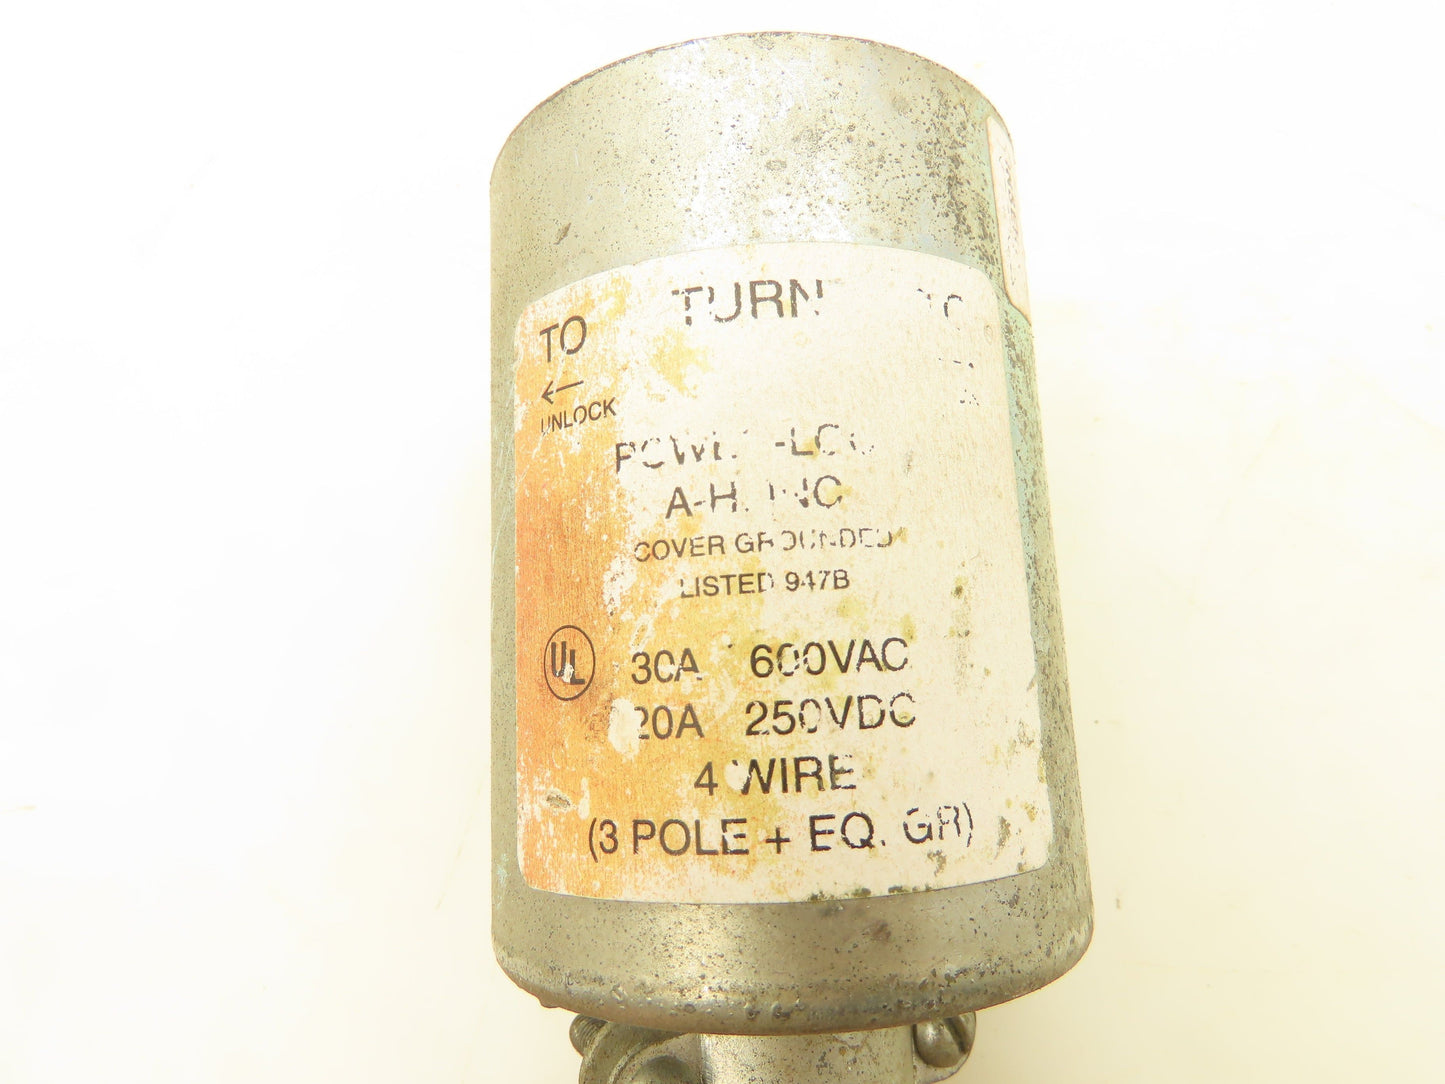 TURN
TO
←
UNLOCK
A-H. INC
COVER GROUNDED
LISTED 947B
UL 30A 600VAC
20A 250VDC
4 WIRE
(3 POLE + EQ. GR)